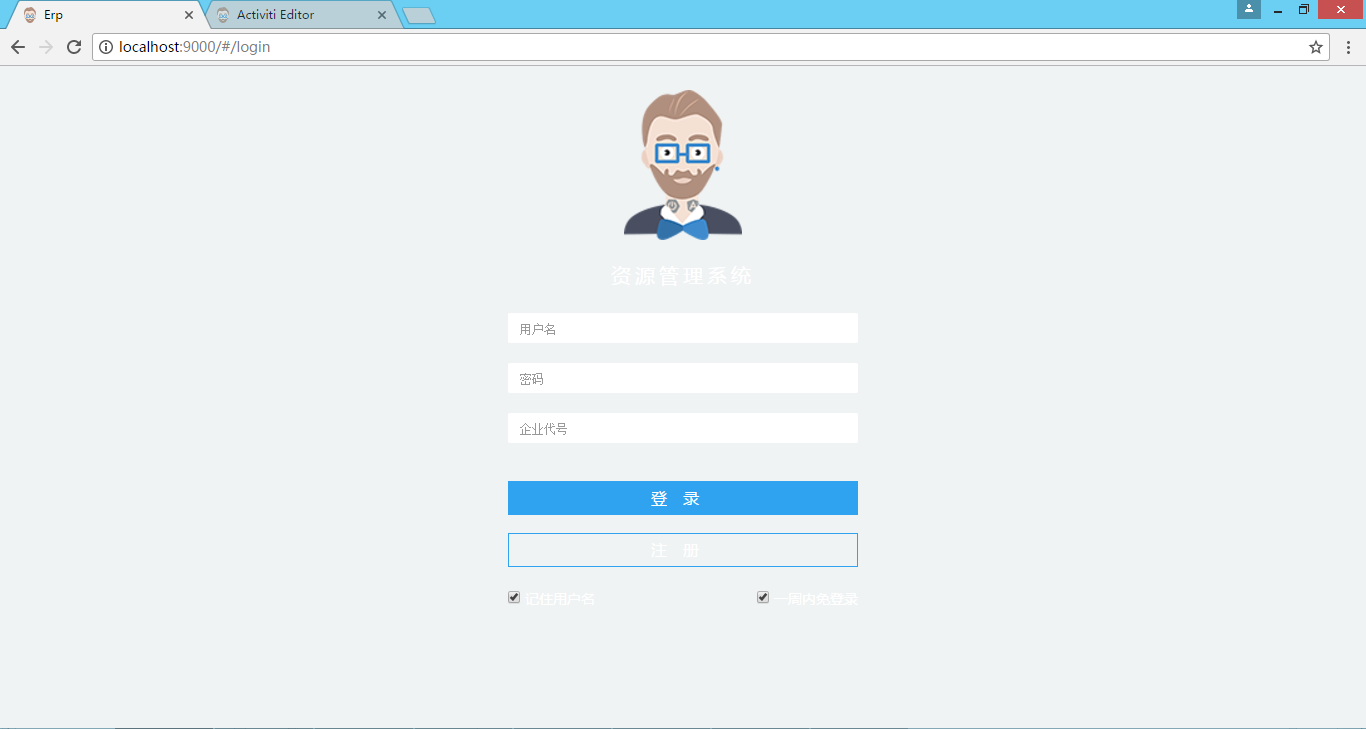 Erp
Activiti Editor
localhost:9000/#/login
资源管理系统
用户名
密码
企业代号
登 录
注 册
记住用户名
一周内免登录